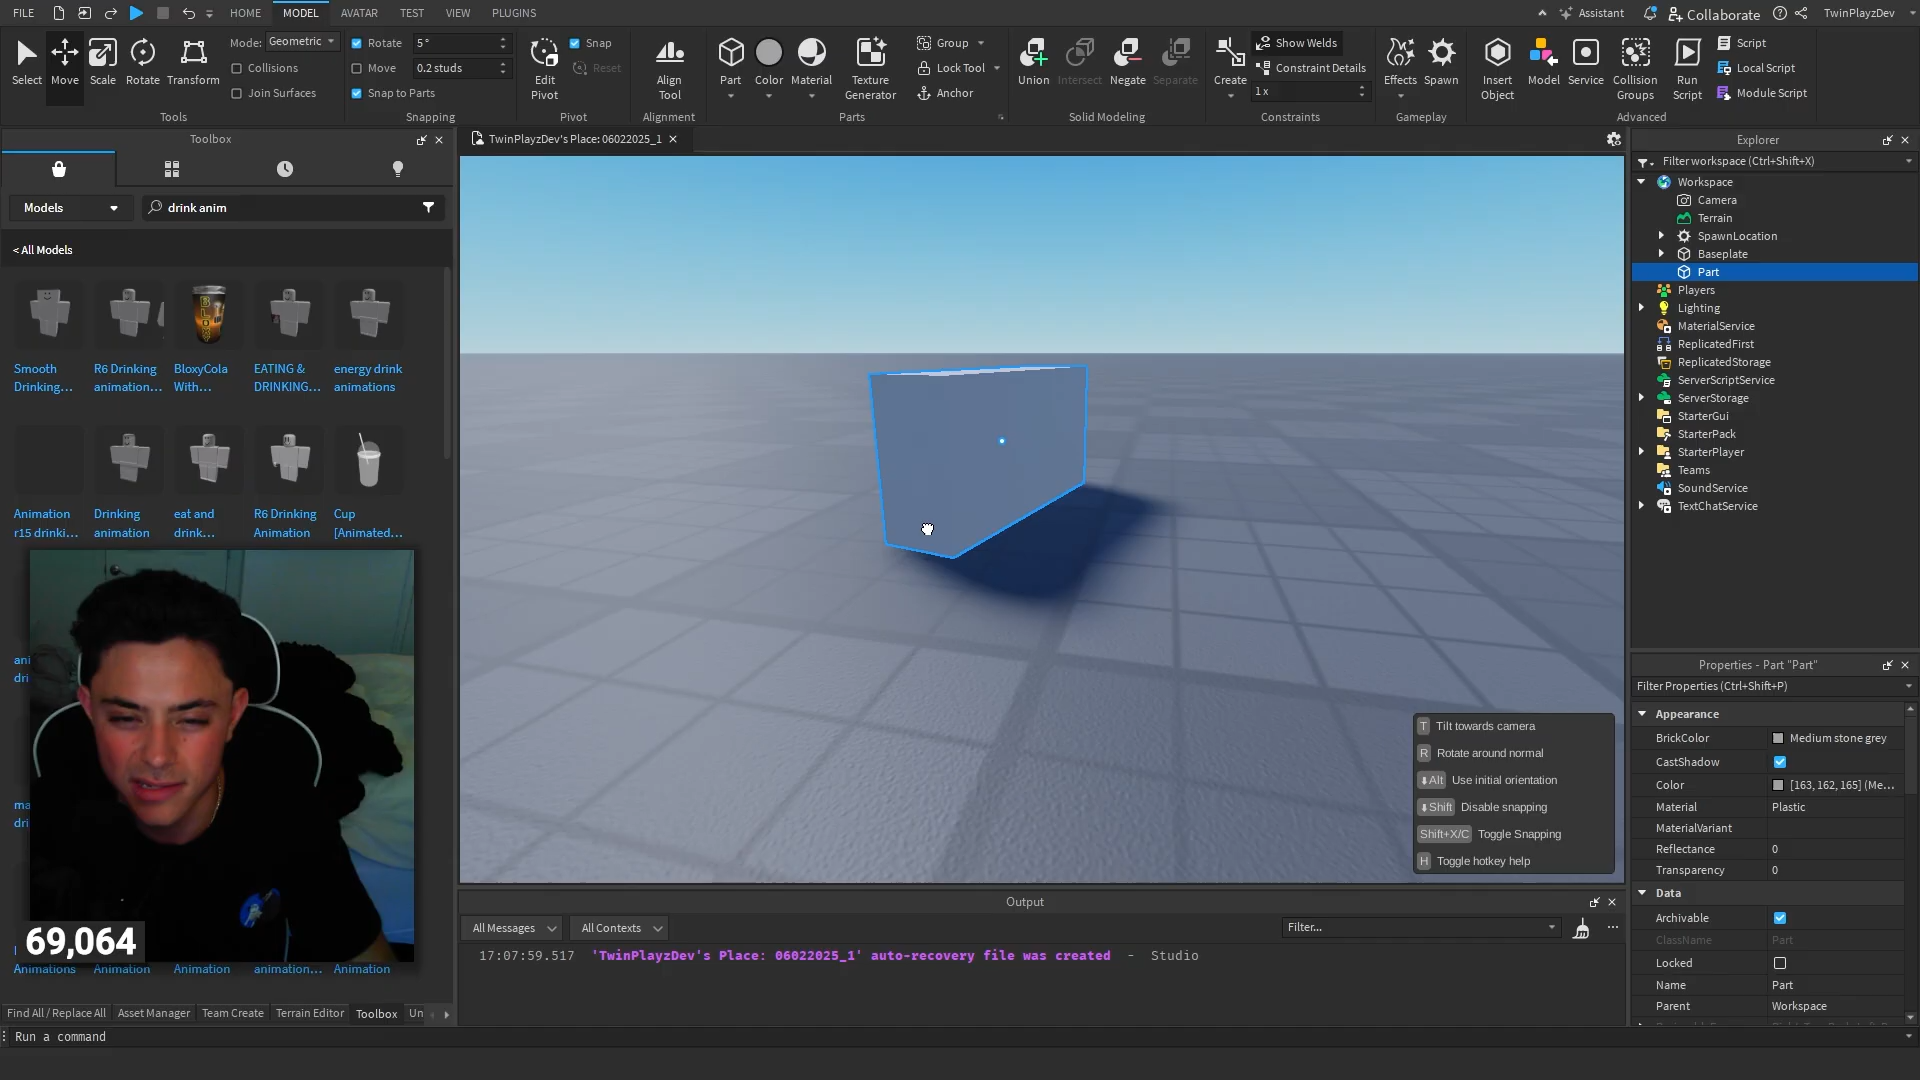 FILE HOME MODEL AVATAR TEST VIEW PLUGINS Assistant Collaborate TwinPlayzDev
Select Move Scale Rotate Transform
Mode: Geometric
Collisions
Join Surfaces
Tools
Rotate 5°
Move 0.2 studs
Snap to Parts
Snapping
Edit Pivot
Snap
Reset
Pivot
Align Tool
Alignment
Part Color Material Texture Generator
Group
Lock Tool
Anchor
Parts
Union Intersect Negate Separate
Solid Modeling
Create
Show Welds
Constraint Details
1 x
Constraints
Effects Spawn
Gameplay
Insert Object
Model Service
Collision Groups
Run Script
Script
Local Script
Module Script
Advanced
Toolbox
Models drink anim
< All Models
Smooth Drinking...
R6 Drinking animation...
BloxyCola With...
EATING & DRINKING...
energy drink animations
Animation r15 drinki...
Drinking animation
eat and drink...
R6 Drinking Animation
Cup [Animated...
69,064
Animations Animation Animation animation... Animation
Find All / Replace All Asset Manager Team Create Terrain Editor Toolbox Un
Run a command
TwinPlayzDev's Place: 06022025_1
T Tilt towards camera
R Rotate around normal
Alt Use initial orientation
Shift Disable snapping
Shift+X/C Toggle Snapping
H Toggle hotkey help
Output
All Messages All Contexts Filter...
17:07:59.517 'TwinPlayzDev's Place: 06022025_1' auto-recovery file was created - Studio
Explorer
Filter workspace (Ctrl+Shift+X)
Workspace
Camera
Terrain
SpawnLocation
Baseplate
Part
Players
Lighting
MaterialService
ReplicatedFirst
ReplicatedStorage
ServerScriptService
ServerStorage
StarterGui
StarterPack
StarterPlayer
Teams
SoundService
TextChatService
Properties - Part "Part"
Filter Properties (Ctrl+Shift+P)
Appearance
BrickColor Medium stone grey
CastShadow
Color [163, 162, 165] (Me...
Material Plastic
MaterialVariant
Reflectance 0
Transparency 0
Data
Archivable
ClassName Part
Locked
Name Part
Parent Workspace